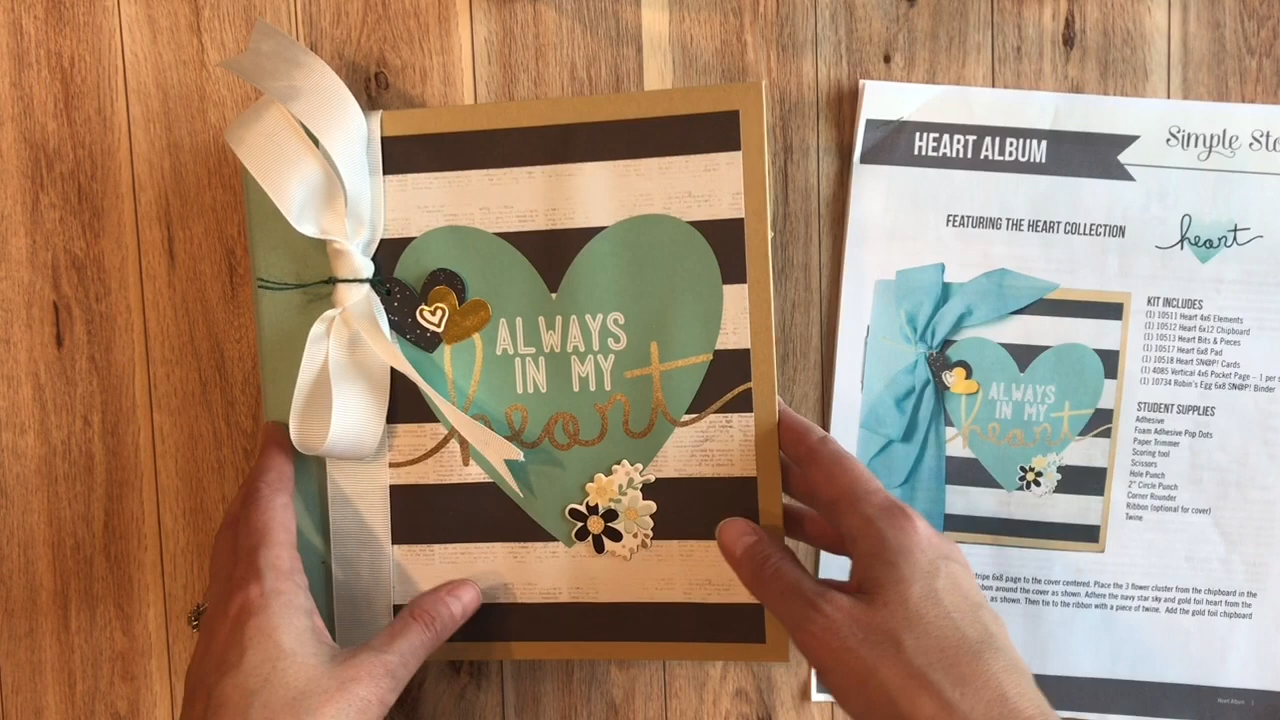 ALWAYS
IN MY
heart
HEART ALBUM
Simple Sto
FEATURING THE HEART COLLECTION
heart
KIT INCLUDES
(1) 10511 Heart 4x6 Elements
(1) 10512 Heart 6x12 Chipboard
(1) 10513 Heart Bits & Pieces
(1) 10517 Heart 6x8 Pad
(1) 10518 Heart SN@P! Cards
(1) 4085 Vertical 4x6 Pocket Page – 1 per s
(1) 10734 Robin's Egg 6x8 SN@P! Binder
STUDENT SUPPLIES
Adhesive
Foam Adhesive Pop Dots
Paper Trimmer
Scoring tool
Scissors
Hole Punch
2" Circle Punch
Corner Rounder
Ribbon (optional for cover)
Twine
ALWAYS
IN MY
heart
tripe 6x8 page to the cover centered. Place the 3 flower cluster from the chipboard in the
bon around the cover as shown. Adhere the navy star sky and gold foil heart from the
as shown. Then tie to the ribbon with a piece of twine. Add the gold foil chipboard
Heart Album | 1